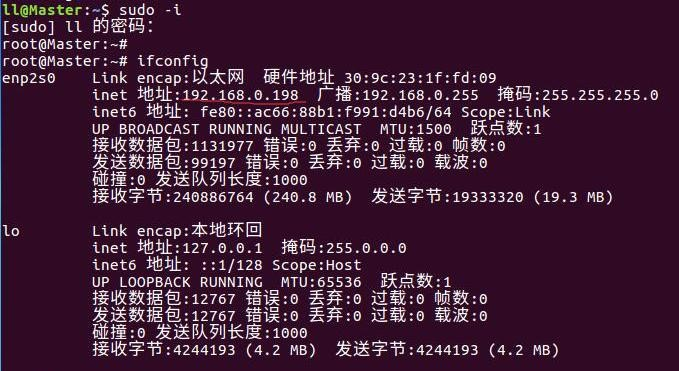 ll@Master:~$ sudo -i
[sudo] ll 的密码:
root@Master:~#
root@Master:~# ifconfig
enp2s0    Link encap:以太网  硬件地址 30:9c:23:1f:fd:09
inet 地址:192.168.0.198  广播:192.168.0.255  掩码:255.255.255.0
inet6 地址: fe80::ac66:88b1:f991:d4b6/64 Scope:Link
UP BROADCAST RUNNING MULTICAST  MTU:1500  跃点数:1
接收数据包:1131977 错误:0 丢弃:0 过载:0 帧数:0
发送数据包:99197 错误:0 丢弃:0 过载:0 载波:0
碰撞:0 发送队列长度:1000
接收字节:240886764 (240.8 MB)  发送字节:19333320 (19.3 MB)
lo        Link encap:本地环回
inet 地址:127.0.0.1  掩码:255.0.0.0
inet6 地址: ::1/128 Scope:Host
UP LOOPBACK RUNNING  MTU:65536  跃点数:1
接收数据包:12767 错误:0 丢弃:0 过载:0 帧数:0
发送数据包:12767 错误:0 丢弃:0 过载:0 载波:0
碰撞:0 发送队列长度:1000
接收字节:4244193 (4.2 MB)  发送字节:4244193 (4.2 MB)